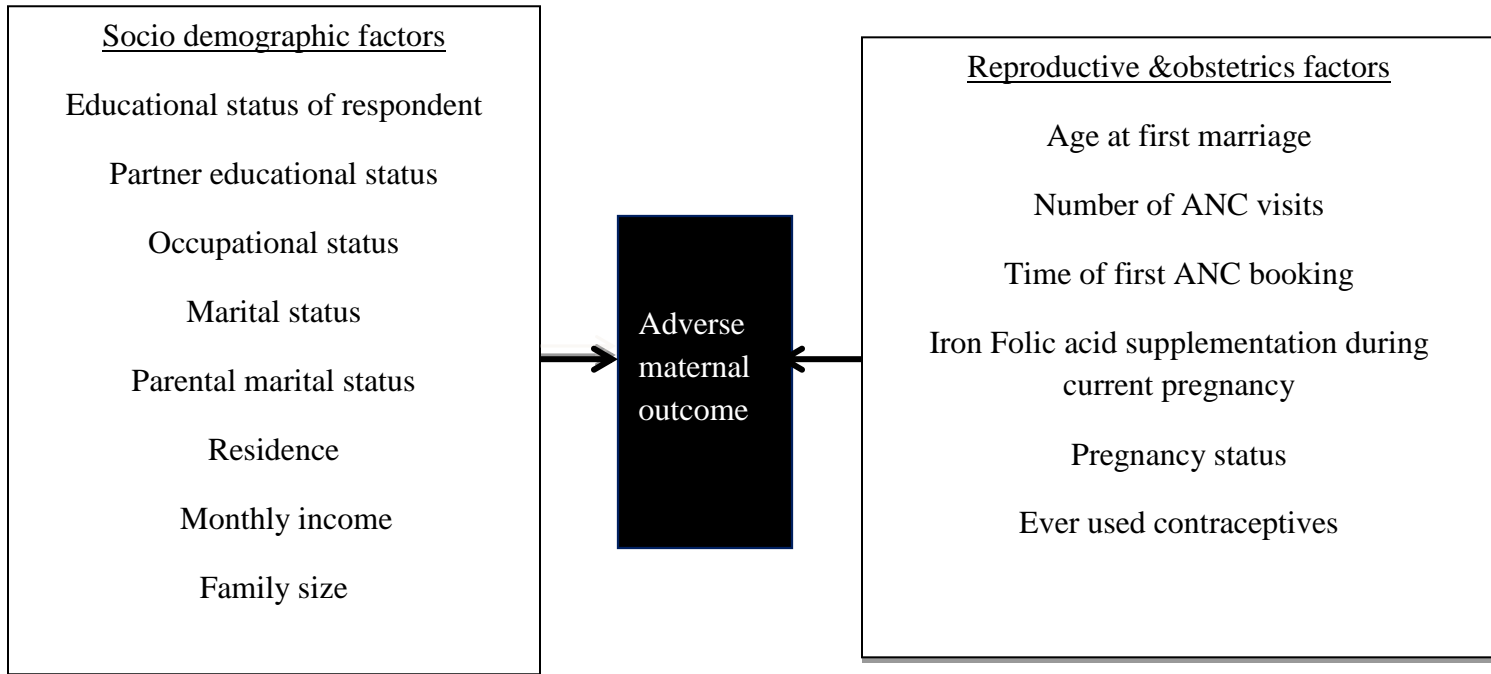 Socio demographic factors
Educational status of respondent
Partner educational status
Occupational status
Marital status
Parental marital status
Residence
Monthly income
Family size
Adverse
maternal
outcome
Reproductive &obstetrics factors
Age at first marriage
Number of ANC visits
Time of first ANC booking
Iron Folic acid supplementation during
current pregnancy
Pregnancy status
Ever used contraceptives